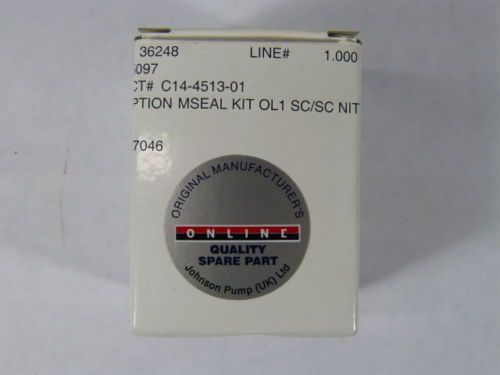 36248 LINE# 1.000
097
CT# C14-4513-01
PTION MSEAL KIT OL1 SC/SC NIT
7046
ORIGINAL MANUFACTURER'S
ONLINE
QUALITY
SPARE PART
Johnson Pump (UK) Ltd